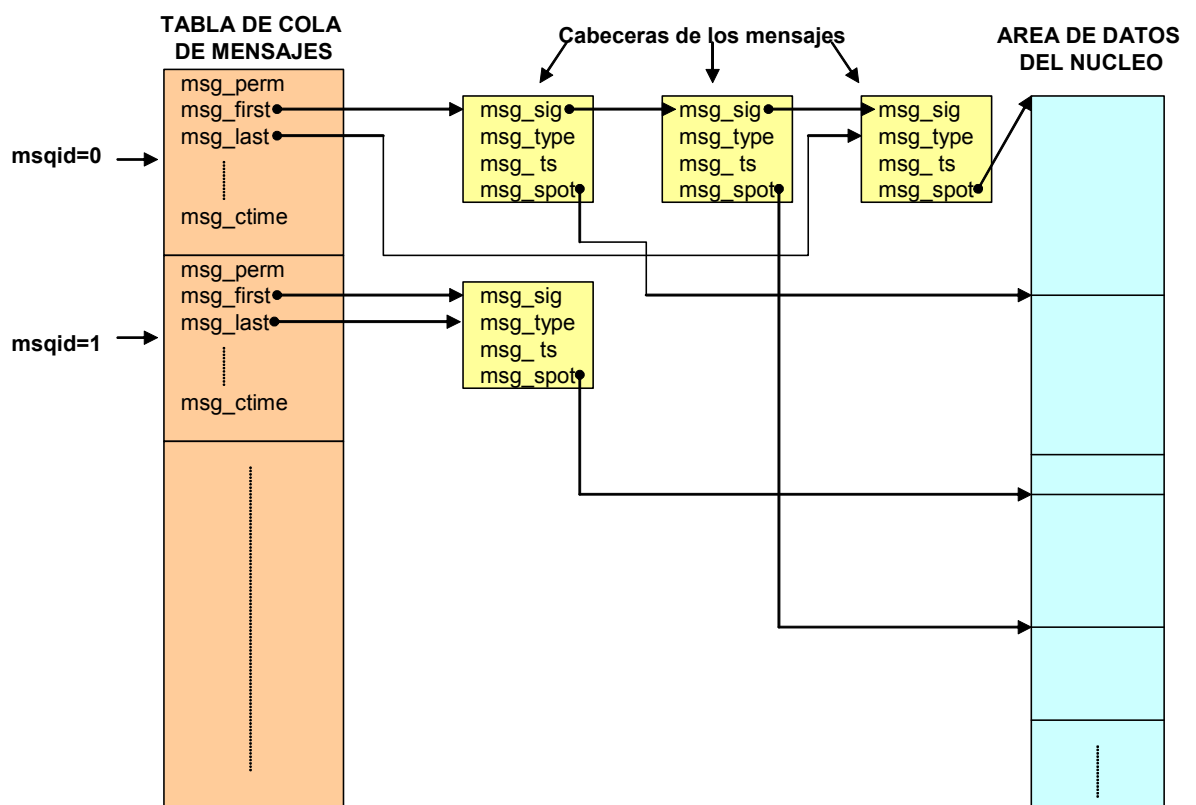 TABLA DE COLA
DE MENSAJES
Cabeceras de los mensajes
AREA DE DATOS
DEL NUCLEO
msqid=0
msg_perm
msg_first
msg_last
msg_ctime
msg_sig
msg_type
msg_ ts
msg_spot
msg_sig
msg_type
msg_ ts
msg_spot
msg_sig
msg_type
msg_ ts
msg_spot
msqid=1
msg_perm
msg_first
msg_last
msg_ctime
msg_sig
msg_type
msg_ ts
msg_spot